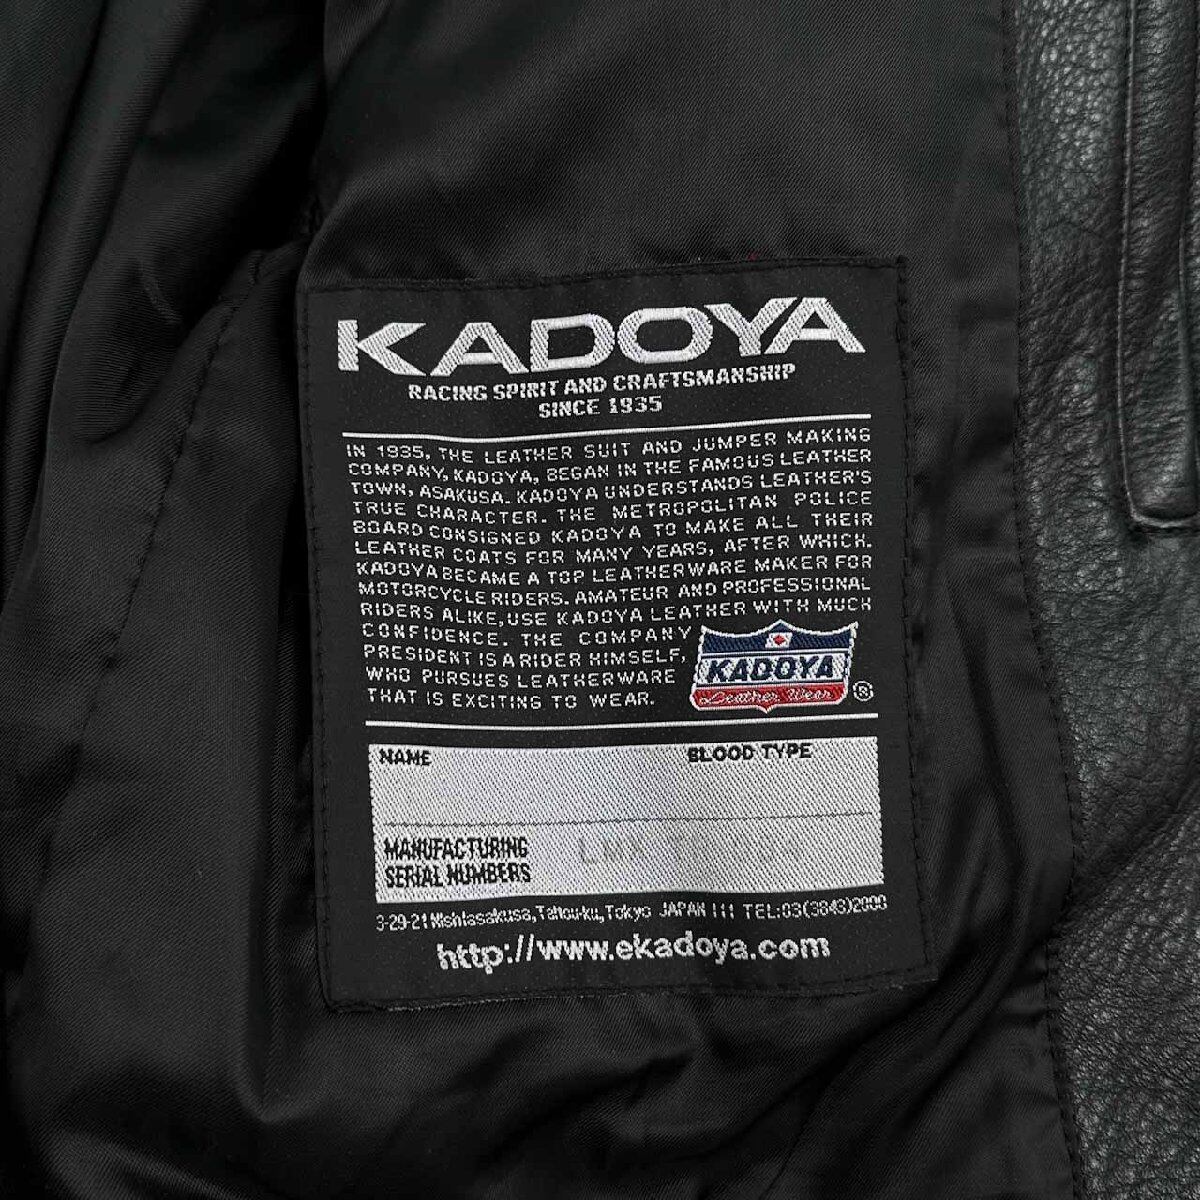 KADOYA
RACING SPIRIT AND CRAFTSMANSHIP
SINCE 1935
IN 1935, THE LEATHER SUIT AND JUMPER MAKING
COMPANY, KADOYA, BEGAN IN THE FAMOUS LEATHER
TOWN, ASAKUSA. KADOYA UNDERSTANDS LEATHER'S
TRUE CHARACTER. THE METROPOLITAN POLICE
BOARD CONSIGNED KADOYA TO MAKE ALL THEIR
LEATHER COATS FOR MANY YEARS, AFTER WHICH.
KADOYA BECAME A TOP LEATHERWARE MAKER FOR
MOTORCYCLE RIDERS. AMATEUR AND PROFESSIONAL
RIDERS ALIKE, USE KADOYA LEATHER WITH MUCH
CONFIDENCE. THE COMPANY
PRESIDENT IS A RIDER HIMSELF,
WHO PURSUES LEATHERWARE
THAT IS EXCITING TO WEAR.
KADOYA
Leather Wear ®
NAME BLOOD TYPE
MANUFACTURING
SERIAL NUMBERS
3-29-21 Nishiasakusa, Taitou-ku, Tokyo JAPAN 111 TEL:03(3843)2000
http://www.ekadoya.com